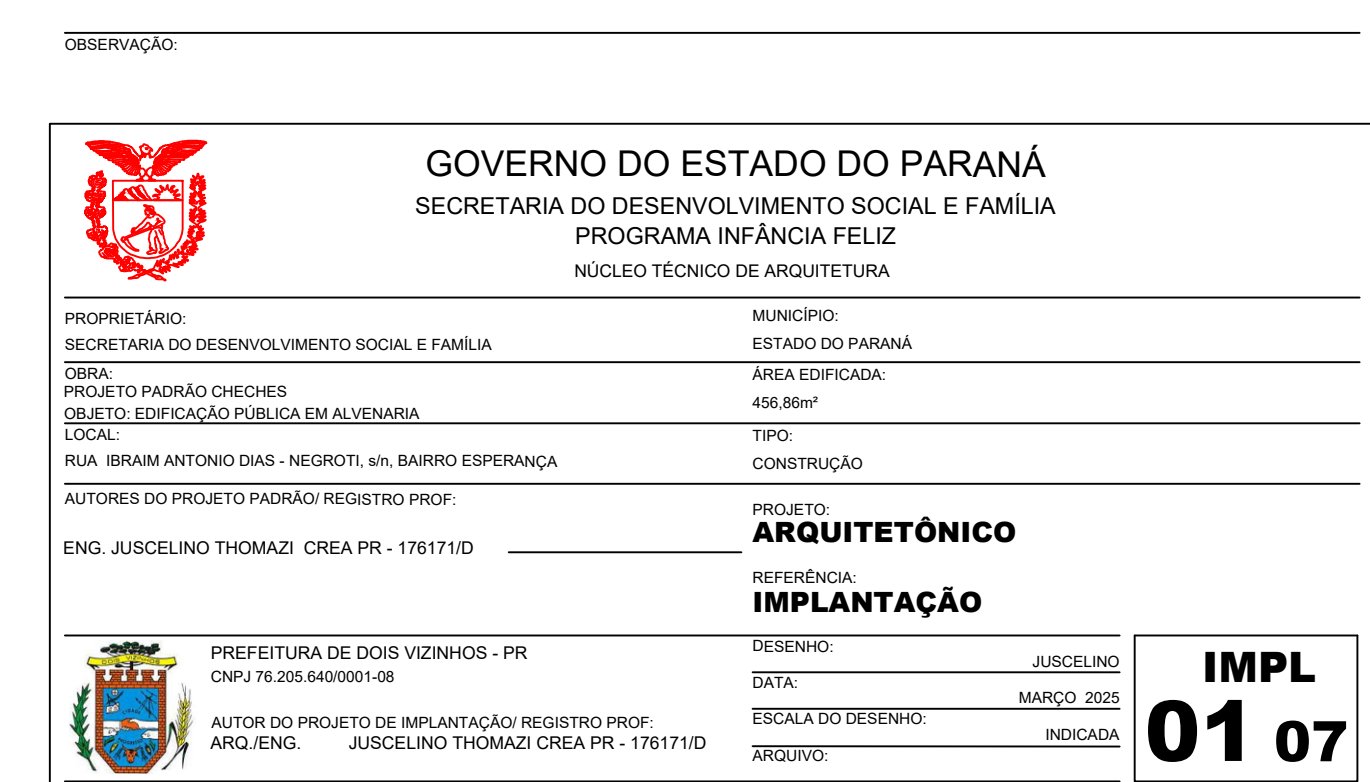 OBSERVAÇÃO:
GOVERNO DO ESTADO DO PARANÁ
SECRETARIA DO DESENVOLVIMENTO SOCIAL E FAMÍLIA
PROGRAMA INFÂNCIA FELIZ
NÚCLEO TÉCNICO DE ARQUITETURA
PROPRIETÁRIO:
SECRETARIA DO DESENVOLVIMENTO SOCIAL E FAMÍLIA
MUNICÍPIO:
ESTADO DO PARANÁ
OBRA:
PROJETO PADRÃO CHECHES
OBJETO: EDIFICAÇÃO PÚBLICA EM ALVENARIA
ÁREA EDIFICADA:
456,86m²
LOCAL:
RUA IBRAIM ANTONIO DIAS - NEGROTI, s/n, BAIRRO ESPERANÇA
TIPO:
CONSTRUÇÃO
AUTORES DO PROJETO PADRÃO/ REGISTRO PROF:
ENG. JUSCELINO THOMAZI CREA PR - 176171/D
PROJETO:
ARQUITETÔNICO
REFERÊNCIA:
IMPLANTAÇÃO
DOIS VIZINHOS
CIDADE
PREFEITURA DE DOIS VIZINHOS - PR
CNPJ 76.205.640/0001-08
AUTOR DO PROJETO DE IMPLANTAÇÃO/ REGISTRO PROF:
ARQ./ENG. JUSCELINO THOMAZI CREA PR - 176171/D
DESENHO:
JUSCELINO
DATA:
MARÇO 2025
ESCALA DO DESENHO:
INDICADA
ARQUIVO:
IMPL
01 07